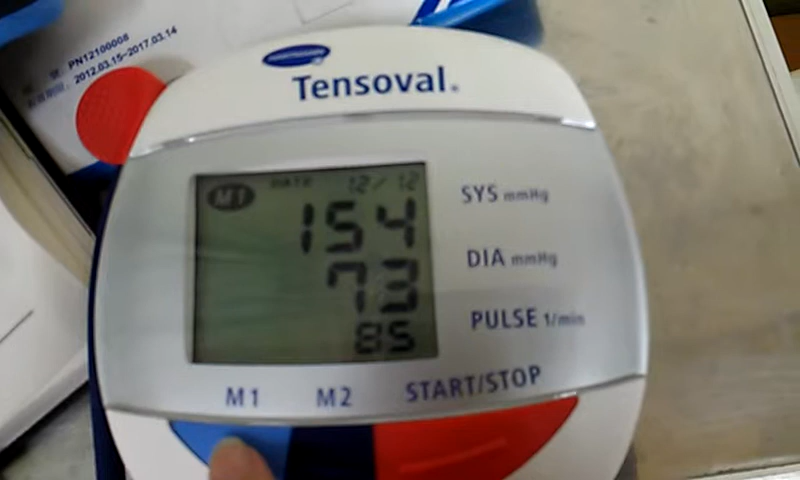 PN12100008
2012.03.15~2017.03.14
Tensoval®
M1 DATE 12/12
154
SYS mmHg
73
DIA mmHg
85
PULSE 1/min
M1 M2 START/STOP